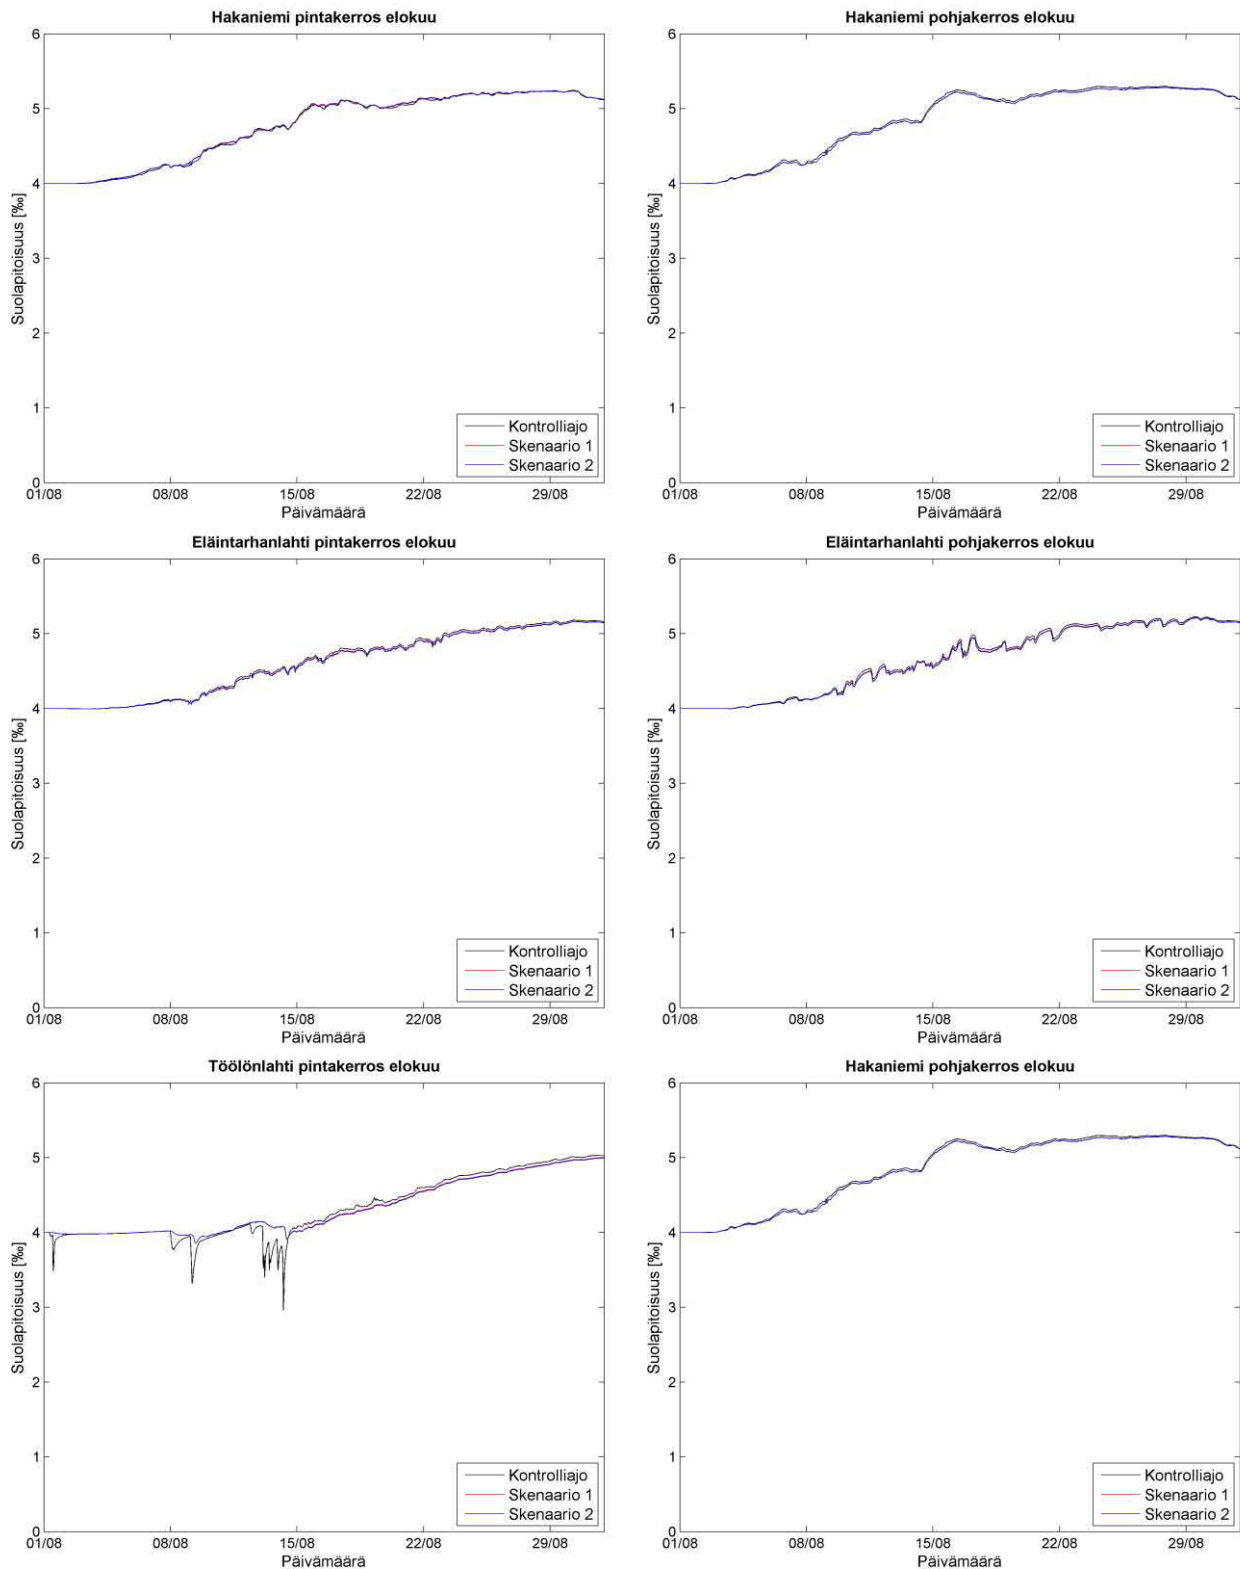 Hakaniemi pintakerros elokuu
6
5
4
3
2
1
0
Suolapitoisuus [‰]
Kontrolliajo
Skenaario 1
Skenaario 2
01/08 08/08 15/08 22/08 29/08
Päivämäärä
Hakaniemi pohjakerros elokuu
6
5
4
3
2
1
0
Suolapitoisuus [‰]
Kontrolliajo
Skenaario 1
Skenaario 2
01/08 08/08 15/08 22/08 29/08
Päivämäärä
Eläintarhanlahti pintakerros elokuu
6
5
4
3
2
1
0
Suolapitoisuus [‰]
Kontrolliajo
Skenaario 1
Skenaario 2
01/08 08/08 15/08 22/08 29/08
Päivämäärä
Eläintarhanlahti pohjakerros elokuu
6
5
4
3
2
1
0
Suolapitoisuus [‰]
Kontrolliajo
Skenaario 1
Skenaario 2
01/08 08/08 15/08 22/08 29/08
Päivämäärä
Töölönlahti pintakerros elokuu
6
5
4
3
2
1
0
Suolapitoisuus [‰]
Kontrolliajo
Skenaario 1
Skenaario 2
01/08 08/08 15/08 22/08 29/08
Päivämäärä
Hakaniemi pohjakerros elokuu
6
5
4
3
2
1
0
Suolapitoisuus [‰]
Kontrolliajo
Skenaario 1
Skenaario 2
01/08 08/08 15/08 22/08 29/08
Päivämäärä